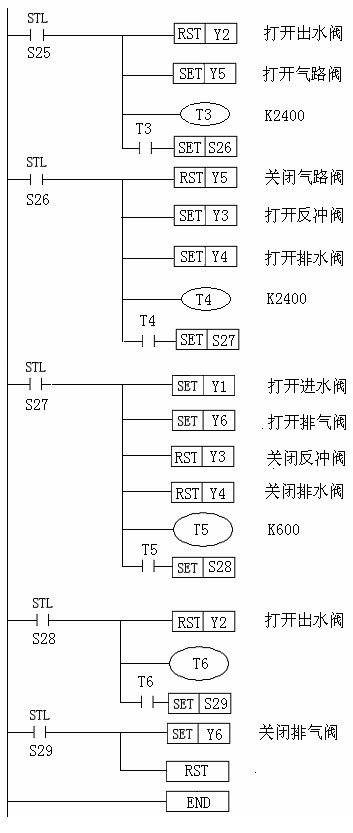 STL
S25
RST Y2 打开出水阀
SET Y5 打开气路阀
T3 K2400
T3
SET S26
STL
S26
RST Y5 关闭气路阀
SET Y3 打开反冲阀
SET Y4 打开排水阀
T4 K2400
T4
SET S27
STL
S27
SET Y1 打开进水阀
SET Y6 打开排气阀
RST Y3 关闭反冲阀
RST Y4 关闭排水阀
T5 K600
T5
SET S28
STL
S28
RST Y2 打开出水阀
T6
T6
SET S29
STL
S29
SET Y6 关闭排气阀
RST
END